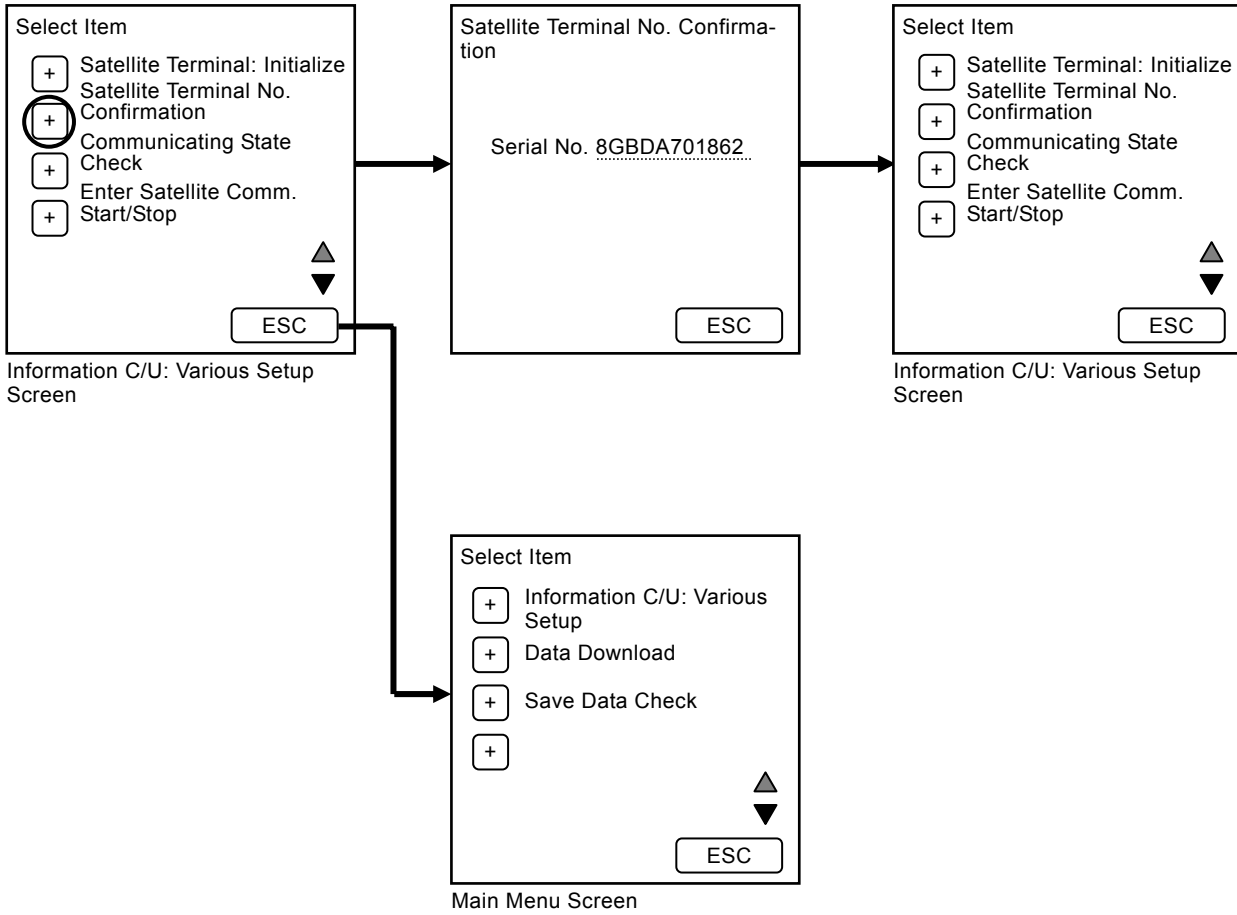 Select Item
+ Satellite Terminal: Initialize
Satellite Terminal No.
+ Confirmation
Communicating State
+ Check
Enter Satellite Comm.
+ Start/Stop
ESC
Information C/U: Various Setup
Screen
Satellite Terminal No. Confirma-
tion
Serial No. 8GBDA701862
ESC
Select Item
+ Satellite Terminal: Initialize
Satellite Terminal No.
+ Confirmation
Communicating State
+ Check
Enter Satellite Comm.
+ Start/Stop
ESC
Information C/U: Various Setup
Screen
Select Item
+ Information C/U: Various
Setup
+ Data Download
+ Save Data Check
+
ESC
Main Menu Screen